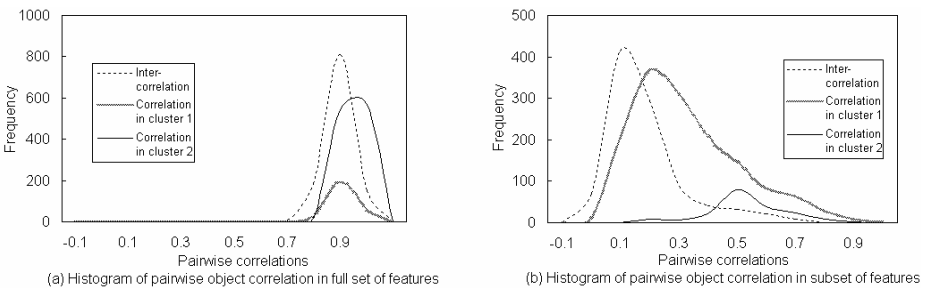 1000
800
600
400
200
0
Frequency
Inter-
correlation
Correlation
in cluster 1
Correlation
in cluster 2
-0.1 0.1 0.3 0.5 0.7 0.9
Pairwise correlations
(a) Histogram of pairwise object correlation in full set of features
500
400
300
200
100
0
Frequency
Inter-
correlation
Correlation
in cluster 1
Correlation
in cluster 2
-0.1 0.1 0.3 0.5 0.7 0.9
Pairwise correlations
(b) Histogram of pairwise object correlation in subset of features